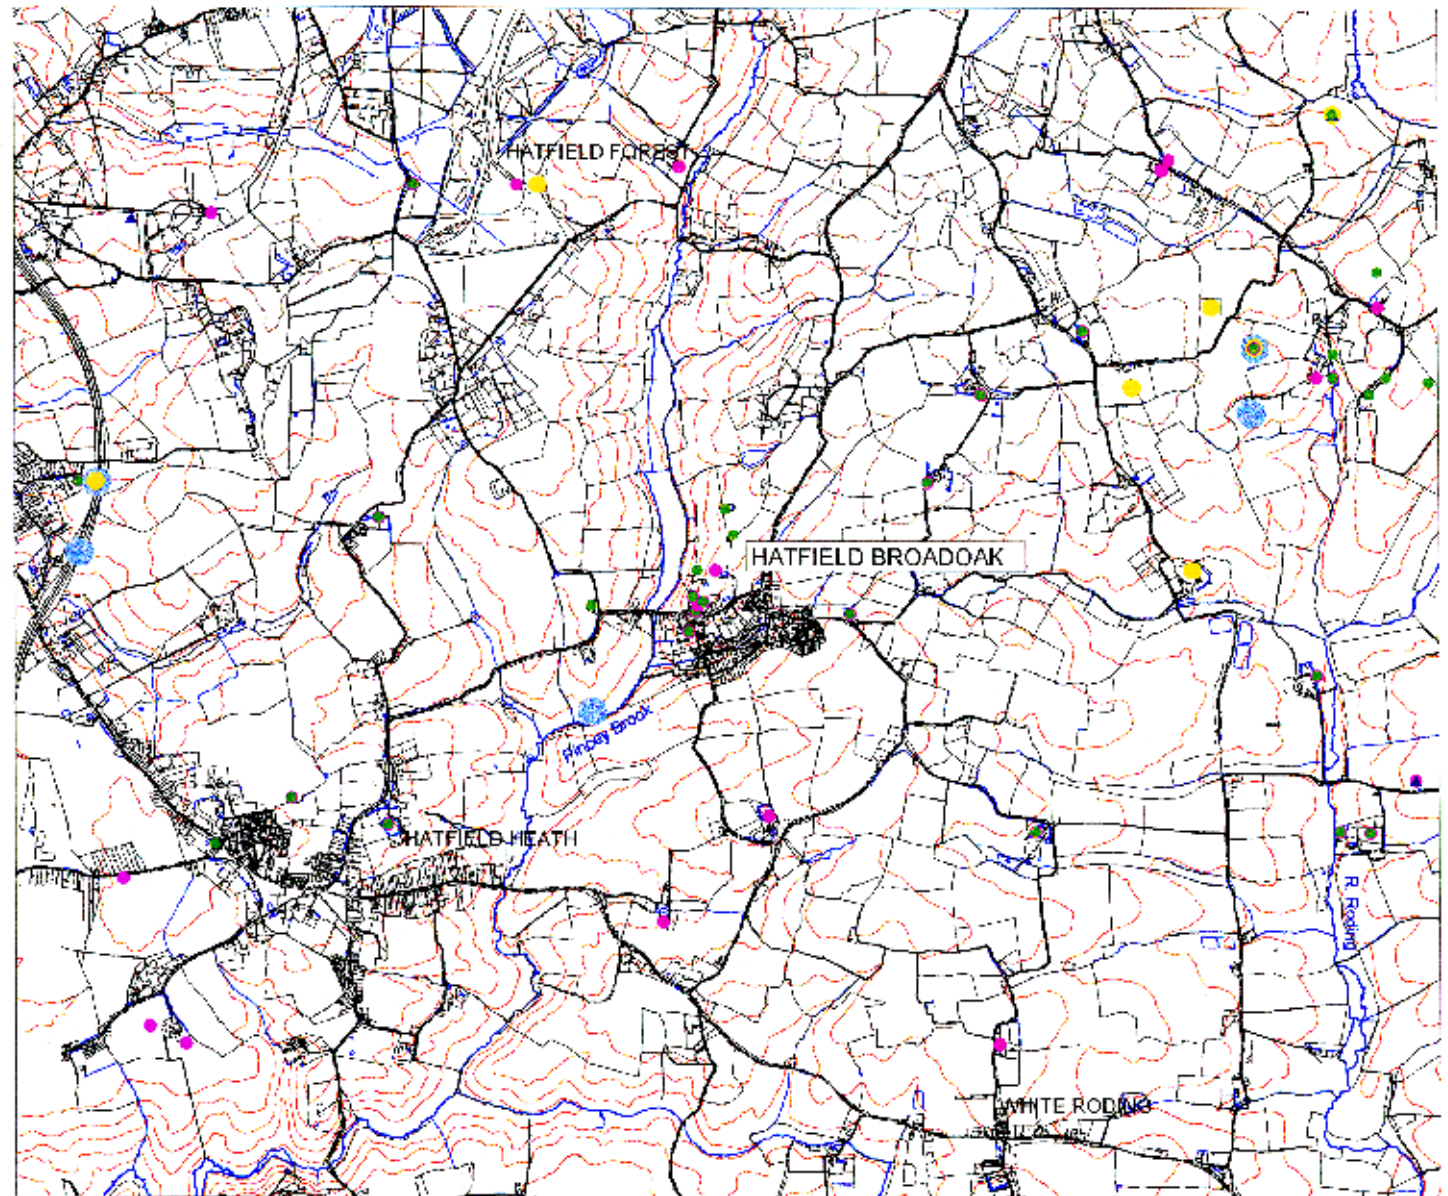 HATFIELD FOREST
HATFIELD BROADOAK
Pincey Brook
HATFIELD HEATH
R Roding
WHITE RODING